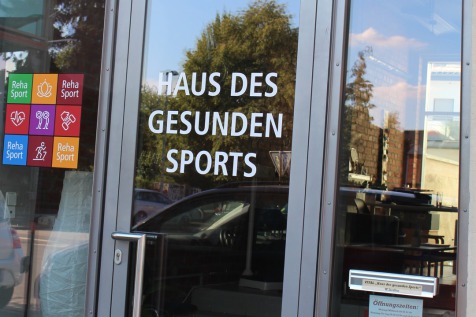 Reha
Sport
Reha
Sport
Reha
Sport
Reha
Sport
HAUS DES
GESUNDEN
SPORTS
Öffnungszeiten: